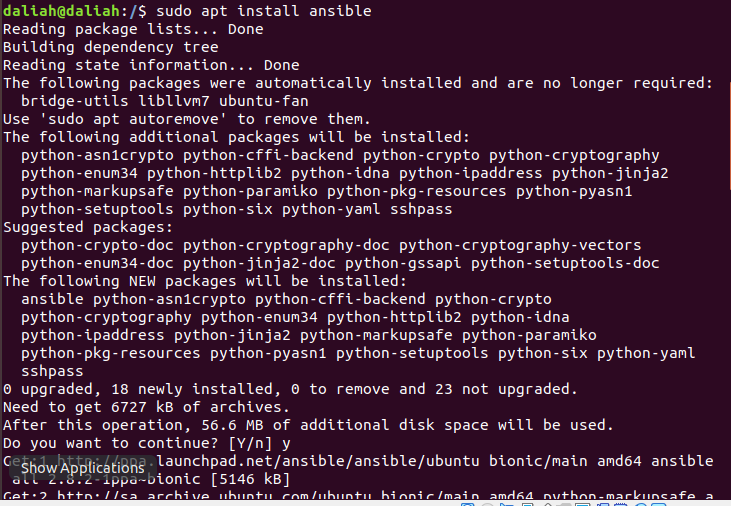 daliah@daliah:/$ sudo apt install ansible
Reading package lists... Done
Building dependency tree
Reading state information... Done
The following packages were automatically installed and are no longer required:
  bridge-utils libllvm7 ubuntu-fan
Use 'sudo apt autoremove' to remove them.
The following additional packages will be installed:
  python-asn1crypto python-cffi-backend python-crypto python-cryptography
  python-enum34 python-httplib2 python-idna python-ipaddress python-jinja2
  python-markupsafe python-paramiko python-pkg-resources python-pyasn1
  python-setuptools python-six python-yaml sshpass
Suggested packages:
  python-crypto-doc python-cryptography-doc python-cryptography-vectors
  python-enum34-doc python-jinja2-doc python-gssapi python-setuptools-doc
The following NEW packages will be installed:
  ansible python-asn1crypto python-cffi-backend python-crypto
  python-cryptography python-enum34 python-httplib2 python-idna
  python-ipaddress python-jinja2 python-markupsafe python-paramiko
  python-pkg-resources python-pyasn1 python-setuptools python-six python-yaml
  sshpass
0 upgraded, 18 newly installed, 0 to remove and 23 not upgraded.
Need to get 6727 kB of archives.
After this operation, 56.6 MB of additional disk space will be used.
Do you want to continue? [Y/n] y
Get:1 http://ppa.launchpad.net/ansible/ansible/ubuntu bionic/main amd64 ansible
Show Applications
 all 2.8.2-1ppa~bionic [5146 kB]
Get:2 http://sa.archive.ubuntu.com/ubuntu bionic/main amd64 python-markupsafe a